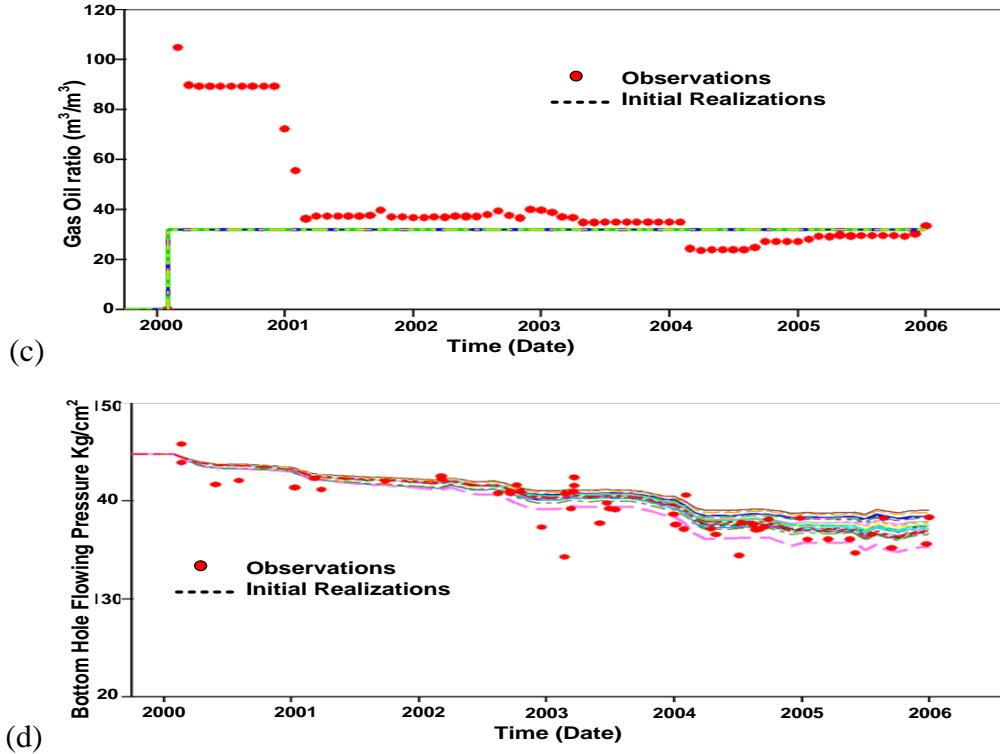 120
100
80
60
40
20
0
Gas Oil ratio (m³/m³)
Observations
Initial Realizations
2000 2001 2002 2003 2004 2005 2006
Time (Date)
(c)
150
40
130
20
Bottom Hole Flowing Pressure Kg/cm²
Observations
Initial Realizations
2000 2001 2002 2003 2004 2005 2006
Time (Date)
(d)